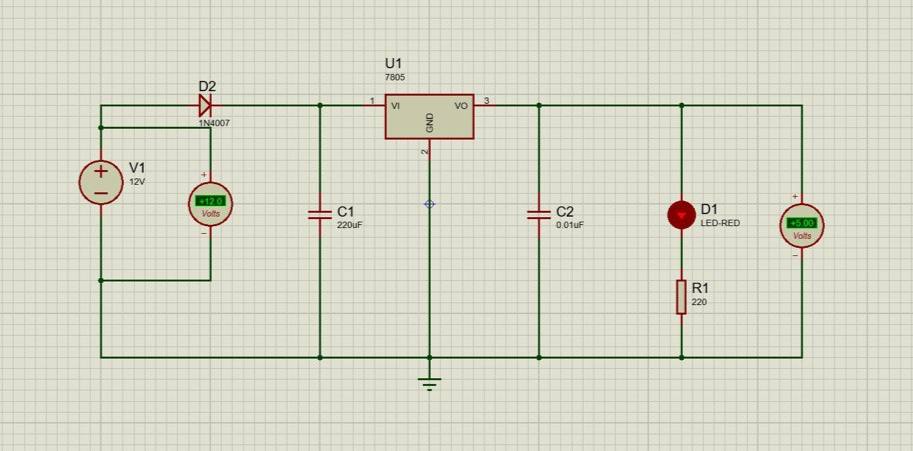 U1
7805
D2
1N4007
1
VI
VO
3
GND
2
+
V1
12V
+
+12.0
Volts
−
C1
220uF
C2
0.01uF
D1
LED-RED
+
+5.00
Volts
−
R1
220